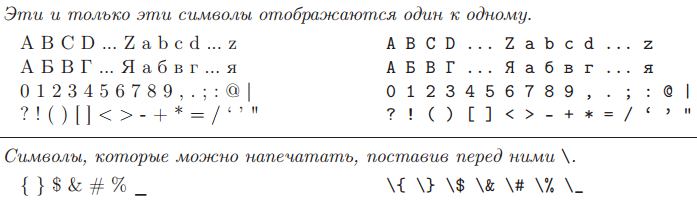 Эти и только эти символы отображаются один к одному.
A B C D ... Z a b c d ... z A B C D ... Z a b c d ... z
А Б В Г ... Я а б в г ... я А Б В Г ... Я а б в г ... я
0 1 2 3 4 5 6 7 8 9 , . ; : @ | 0 1 2 3 4 5 6 7 8 9 , . ; : @ |
? ! ( ) [ ] < > - + * = / ‘ ’ " ? ! ( ) [ ] < > - + * = / ‘ ’ "
Символы, которые можно напечатать, поставив перед ними \.
{ } $ & # % _ \{ \} \$ \& \# \% \_